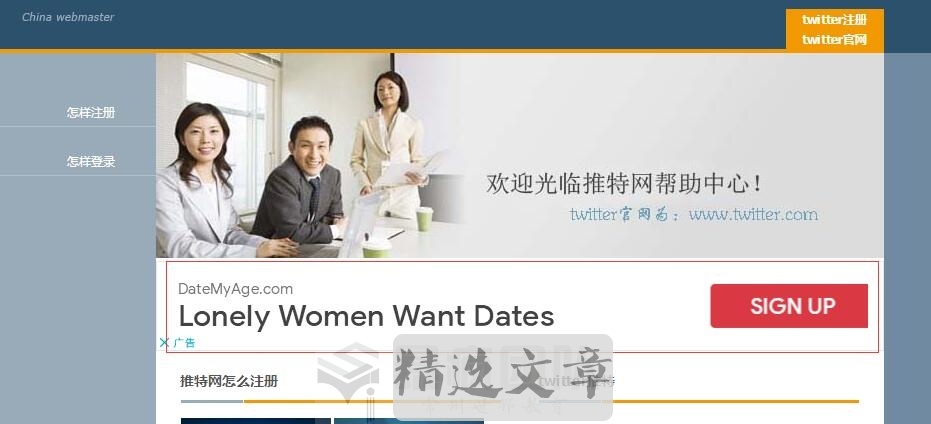 China webmaster
twitter注册
twitter官网
怎样注册
怎样登录
欢迎光临推特网帮助中心！
twitter官网为：www.twitter.com
DateMyAge.com
Lonely Women Want Dates
SIGN UP
广告
精选文章
推特网怎么注册
twitter